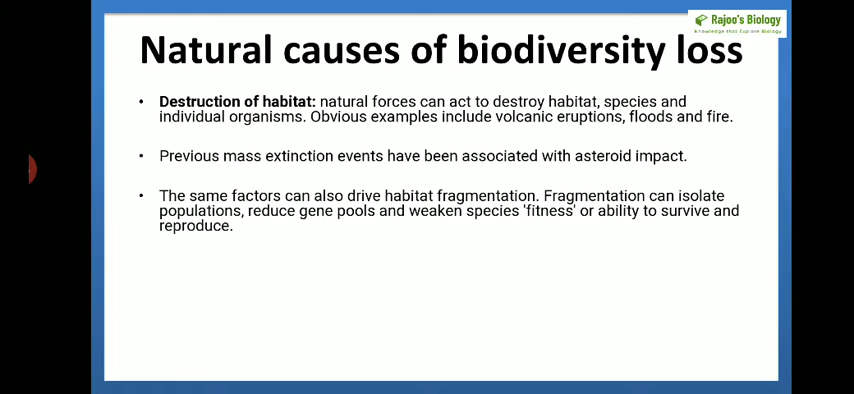 Rajoo's Biology
Knowledge that Explore Biology
Natural causes of biodiversity loss
• Destruction of habitat: natural forces can act to destroy habitat, species and
individual organisms. Obvious examples include volcanic eruptions, floods and fire.
• Previous mass extinction events have been associated with asteroid impact.
• The same factors can also drive habitat fragmentation. Fragmentation can isolate
populations, reduce gene pools and weaken species 'fitness' or ability to survive and
reproduce.